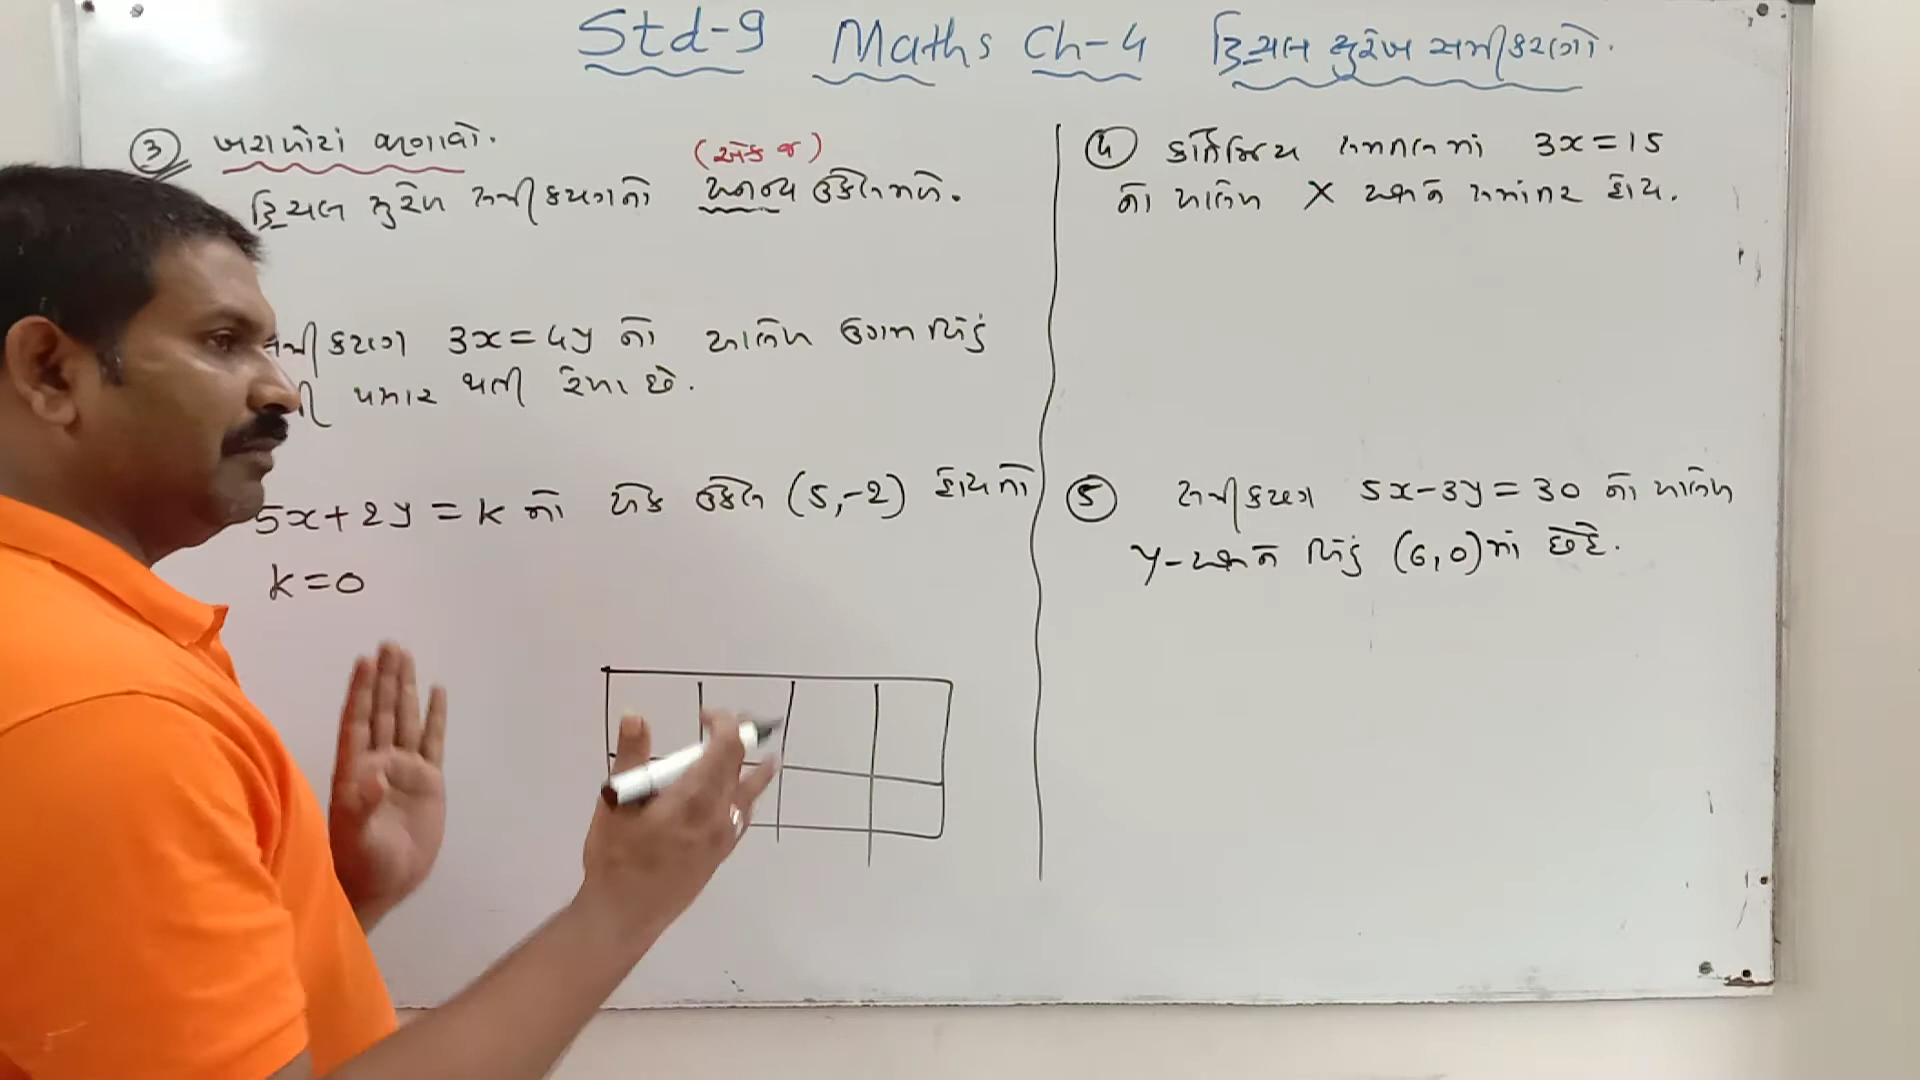 Std-9 Maths Ch-4 દ્વિચલ સુરેખ સમીકરણો.
③ ખરાખોટાં જણાવો.
(એક જ)
દ્વિચલ સુરેખ સમીકરણનો અનન્ય ઉકેલ મળે.
સમીકરણ 3x=4y નો આલેખ ઉગમબિંદુ
પસાર થતી રેખા છે.
5x+2y=k નો એક ઉકેલ (5,-2) હોય તો
k=0
④ કાર્તેઝિય સમતલમાં 3x=15
નો આલેખ X અક્ષને સમાંતર હોય.
⑤ સમીકરણ 5x-3y=30 નો આલેખ
y-અક્ષને બિંદુ (6,0)માં છેદે.